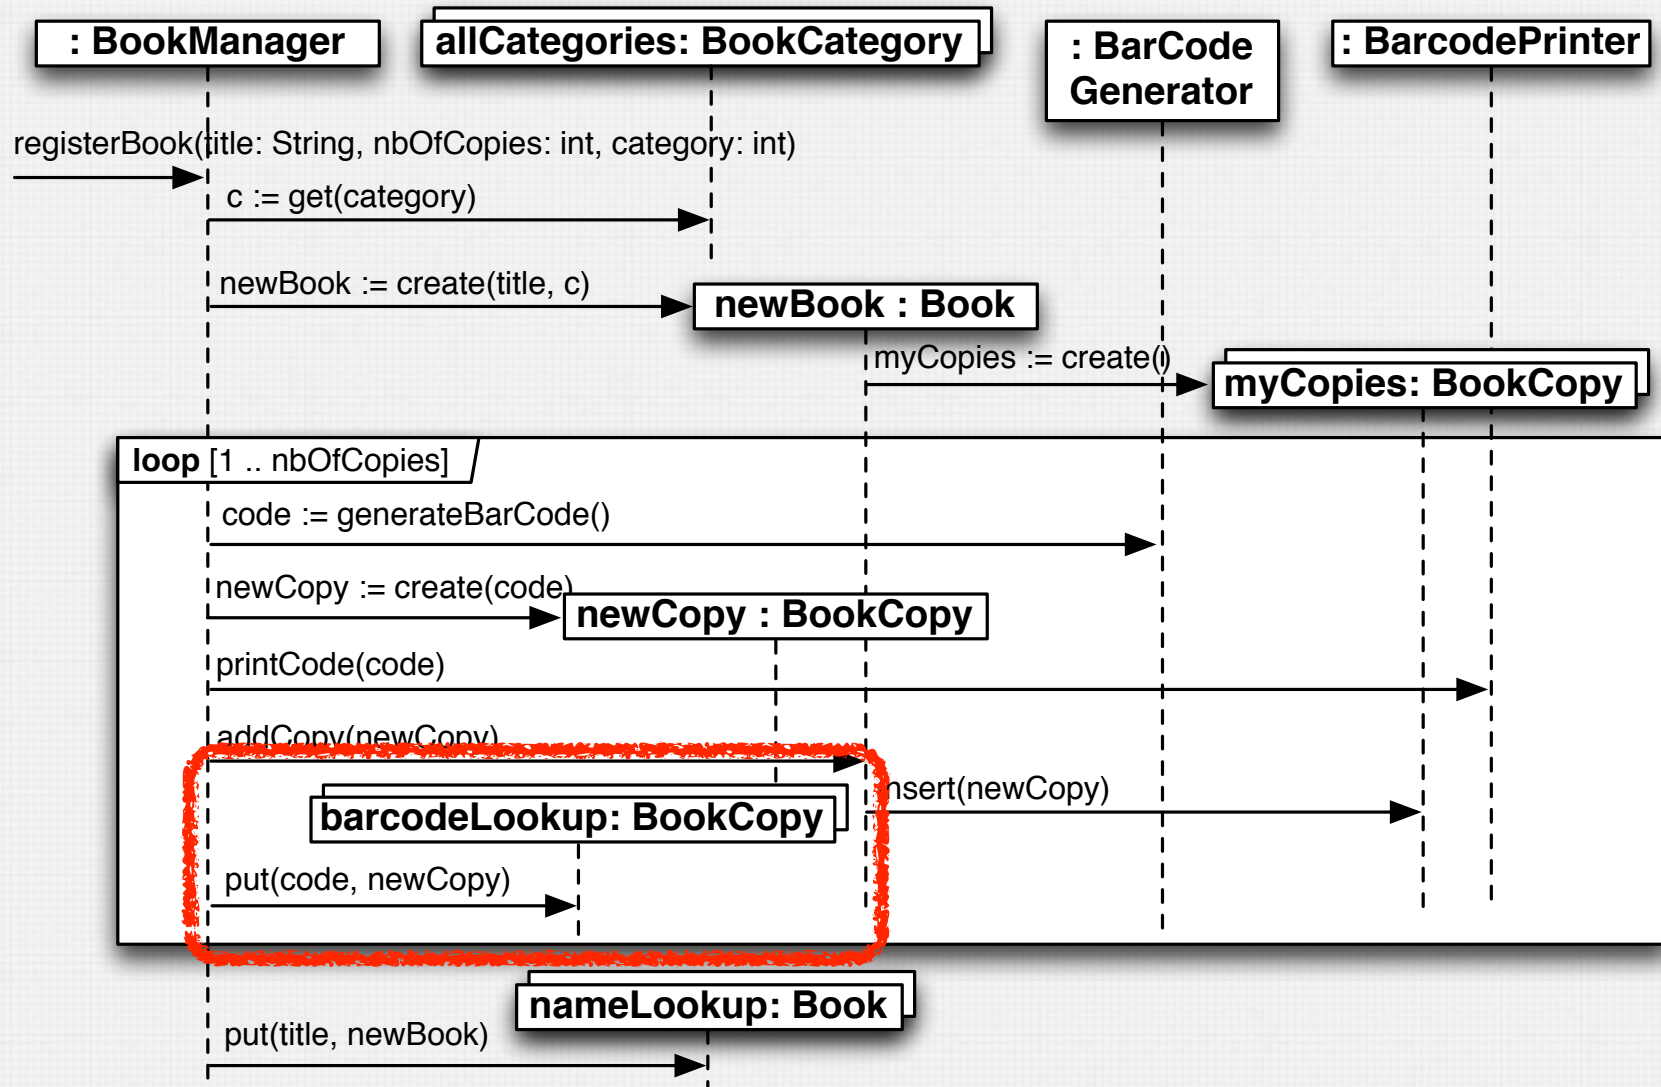 : BookManager
allCategories: BookCategory
: BarCode
Generator
: BarcodePrinter
registerBook(title: String, nbOfCopies: int, category: int)
c := get(category)
newBook := create(title, c)
newBook : Book
myCopies := create()
myCopies: BookCopy
loop [1 .. nbOfCopies]
code := generateBarCode()
newCopy := create(code)
newCopy : BookCopy
printCode(code)
addCopy(newCopy)
nsert(newCopy)
barcodeLookup: BookCopy
put(code, newCopy)
nameLookup: Book
put(title, newBook)